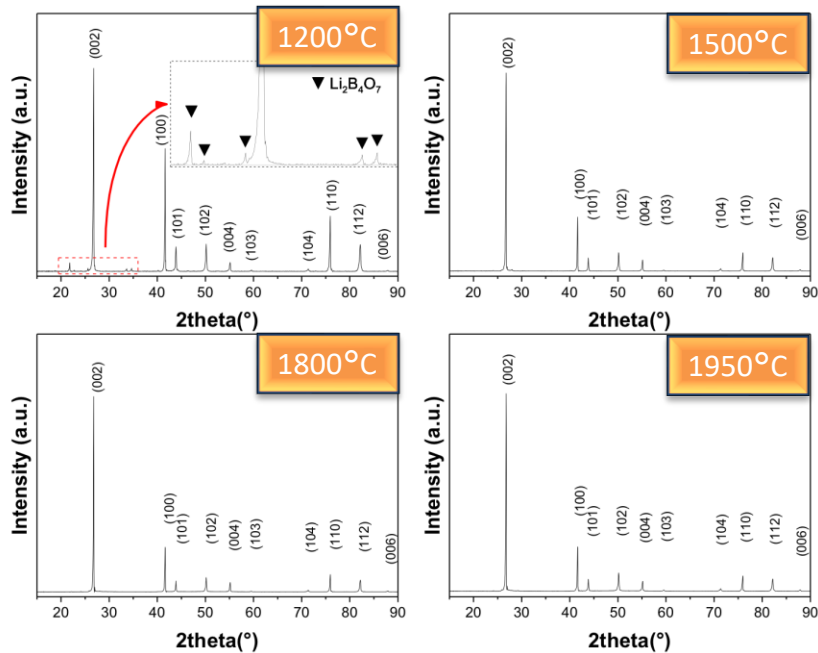 1200°C
(002)
Li₂B₄O₇
(100)
(101)
(102)
(004)
(103)
(104)
(110)
(112)
(006)
Intensity (a.u.)
20 30 40 50 60 70 80 90
2theta(°)
1500°C
(002)
(100)
(101)
(102)
(004)
(103)
(104)
(110)
(112)
(006)
Intensity (a.u.)
20 30 40 50 60 70 80 90
2theta(°)
1800°C
(002)
(100)
(101)
(102)
(004)
(103)
(104)
(110)
(112)
(006)
Intensity (a.u.)
20 30 40 50 60 70 80 90
2theta(°)
1950°C
(002)
(100)
(101)
(102)
(004)
(103)
(104)
(110)
(112)
(006)
Intensity (a.u.)
20 30 40 50 60 70 80 90
2theta(°)